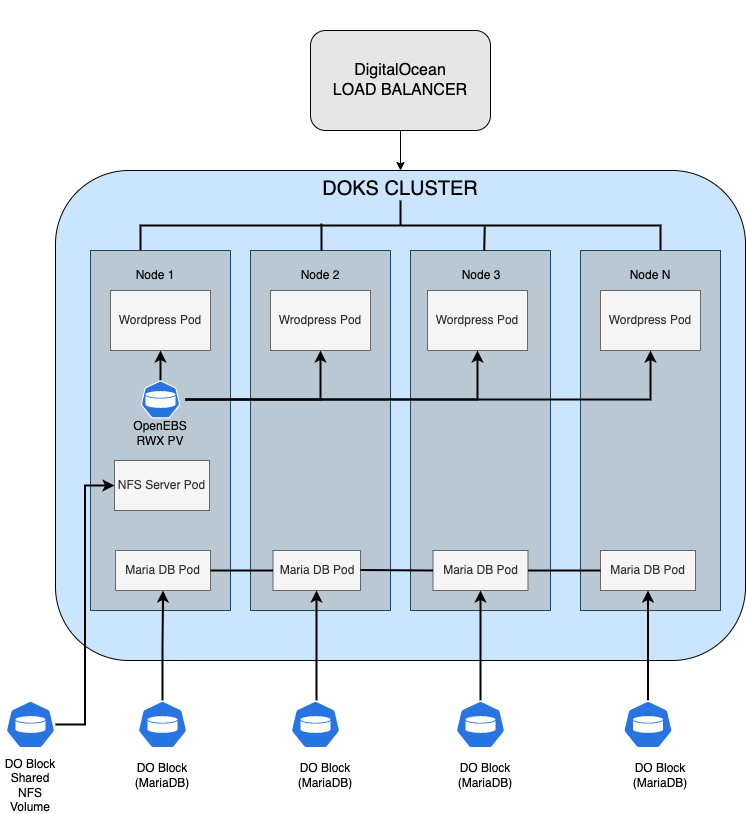 DigitalOcean
LOAD BALANCER
DOKS CLUSTER
Node 1
Node 2
Node 3
Node N
Wordpress Pod
Wrodpress Pod
Wordpress Pod
Wordpress Pod
OpenEBS
RWX PV
NFS Server Pod
Maria DB Pod
Maria DB Pod
Maria DB Pod
Maria DB Pod
DO Block
Shared
NFS
Volume
DO Block
(MariaDB)
DO Block
(MariaDB)
DO Block
(MariaDB)
DO Block
(MariaDB)